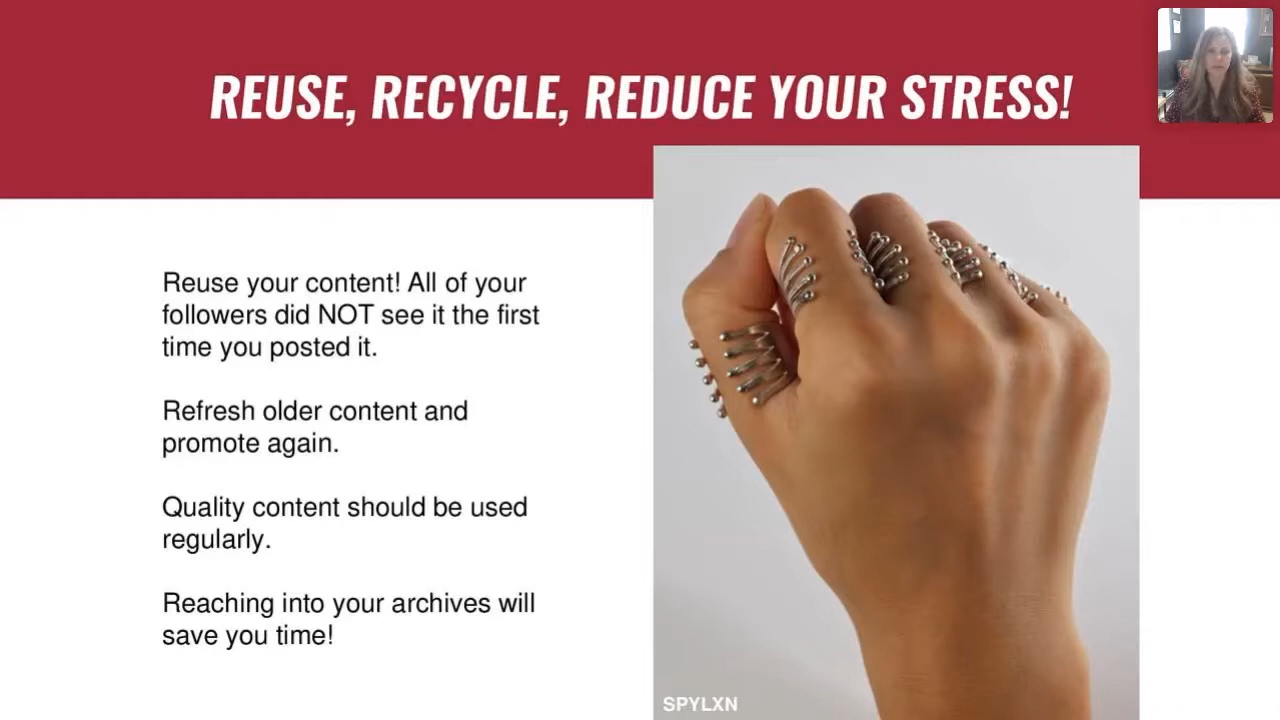 REUSE, RECYCLE, REDUCE YOUR STRESS!
Reuse your content! All of your
followers did NOT see it the first
time you posted it.
Refresh older content and
promote again.
Quality content should be used
regularly.
Reaching into your archives will
save you time!
SPYLXN